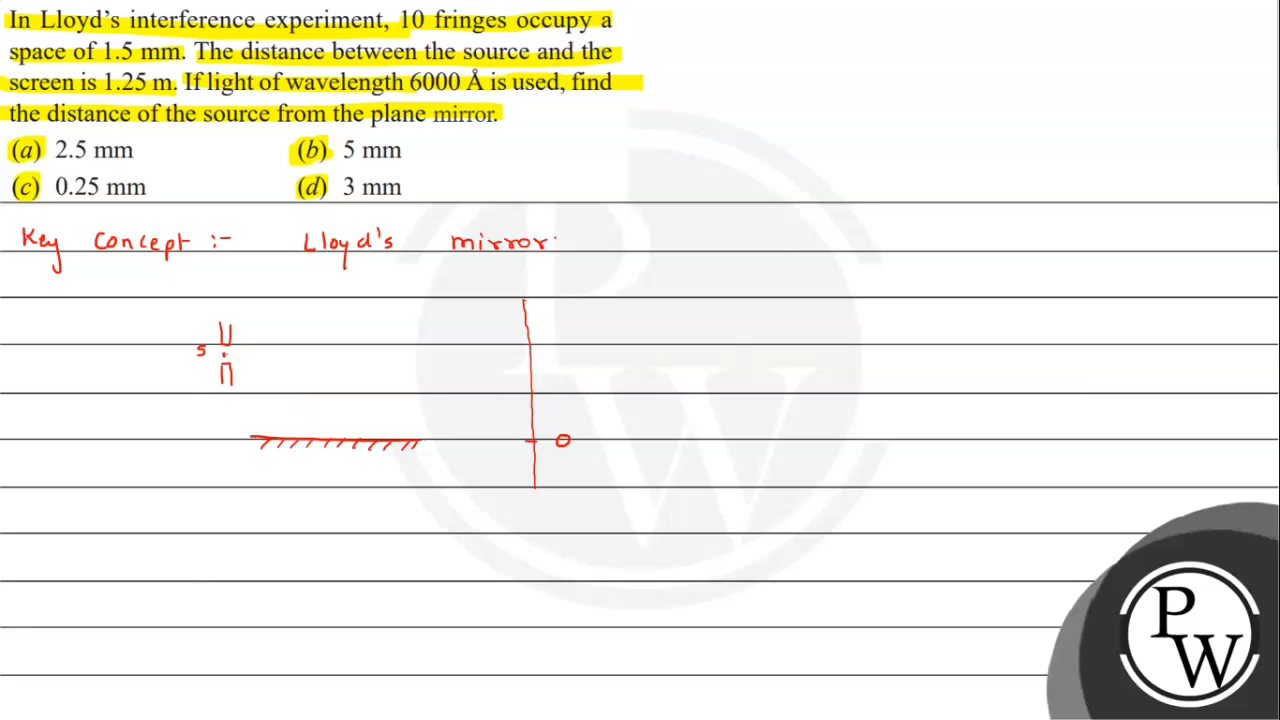 In Lloyd’s interference experiment, 10 fringes occupy a
space of 1.5 mm. The distance between the source and the
screen is 1.25 m. If light of wavelength 6000 Å is used, find
the distance of the source from the plane mirror.
(a) 2.5 mm (b) 5 mm
(c) 0.25 mm (d) 3 mm
Key concept :- Lloyd's mirror.
S
O
P
W
P
W